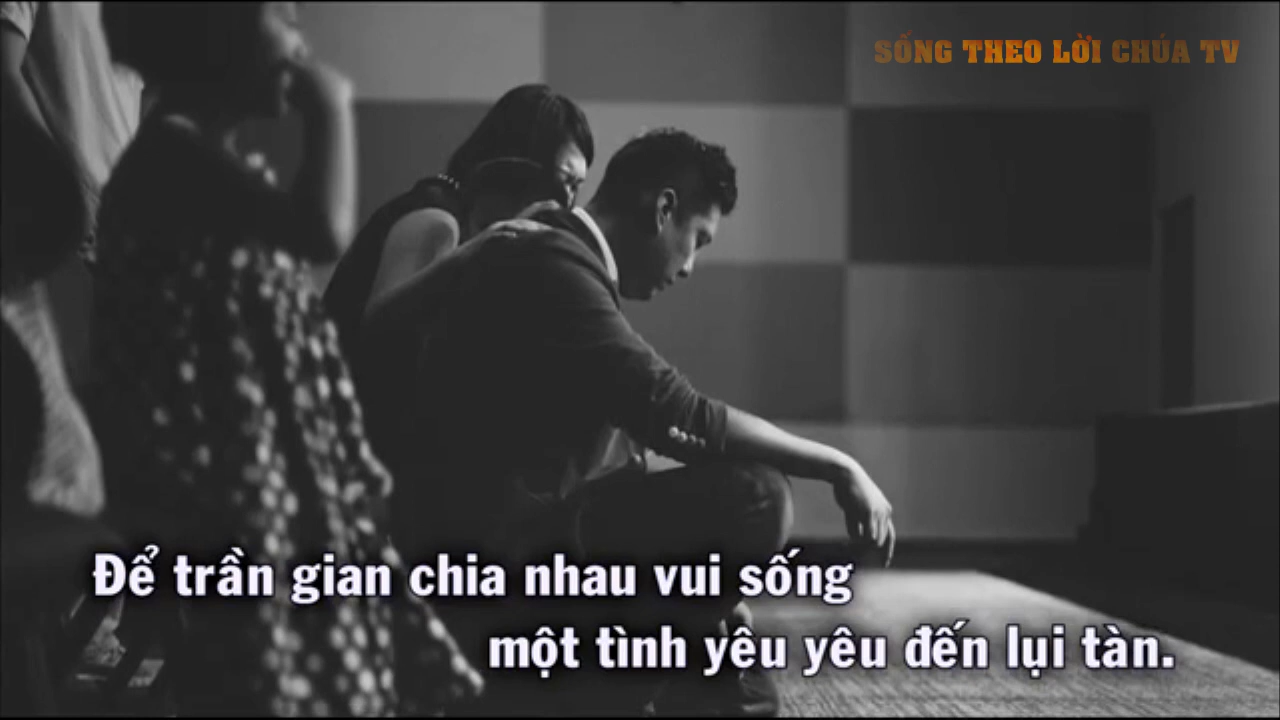 SỐNG THEO LỜI CHÚA TV
Để trần gian chia nhau vui sống
một tình yêu yêu đến lụi tàn.